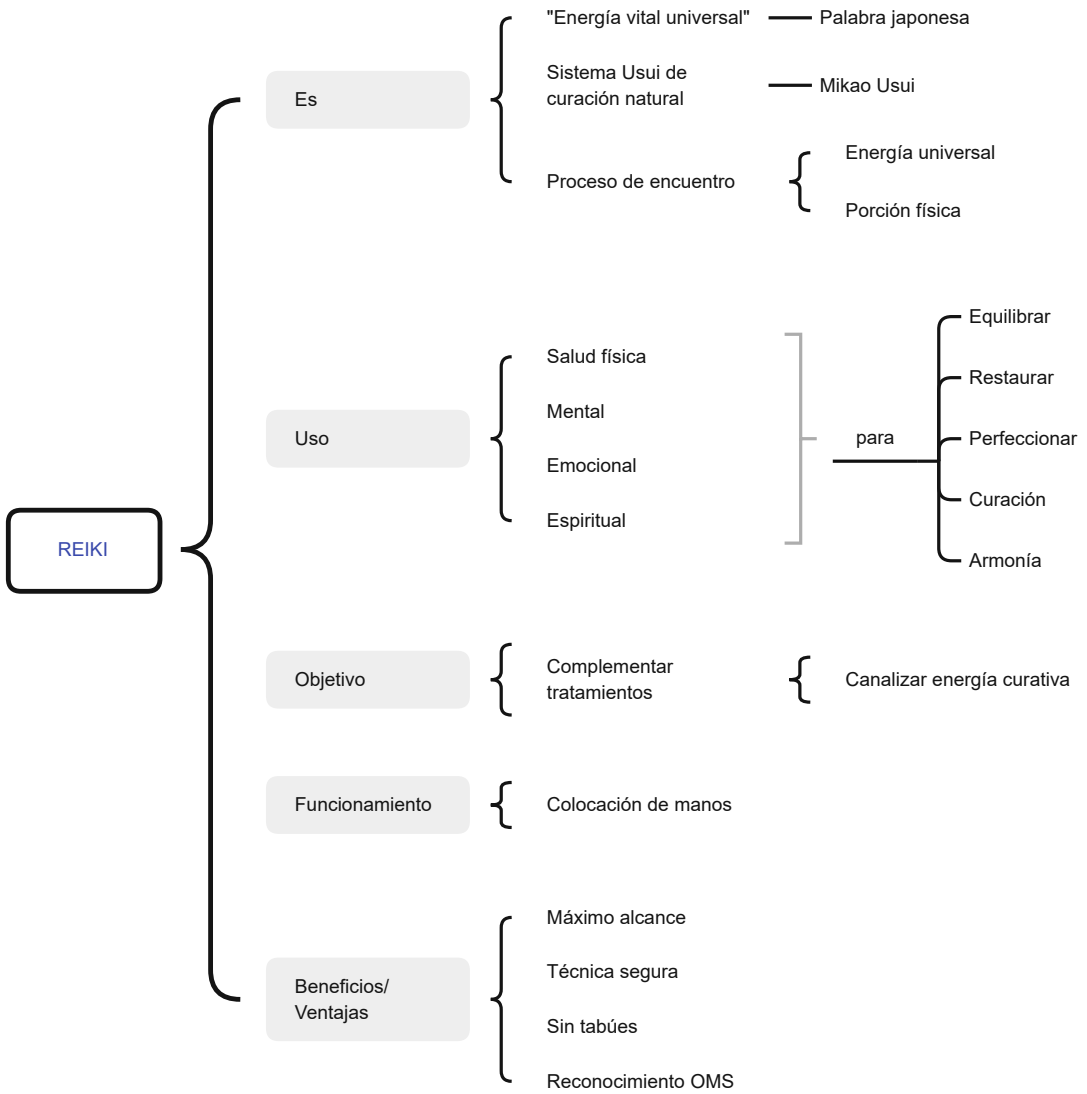 REIKI
Es
"Energía vital universal"
Palabra japonesa
Sistema Usui de
curación natural
Mikao Usui
Proceso de encuentro
Energía universal
Porción física
Uso
Salud física
Mental
Emocional
Espiritual
para
Equilibrar
Restaurar
Perfeccionar
Curación
Armonía
Objetivo
Complementar
tratamientos
Canalizar energía curativa
Funcionamiento
Colocación de manos
Beneficios/
Ventajas
Máximo alcance
Técnica segura
Sin tabúes
Reconocimiento OMS